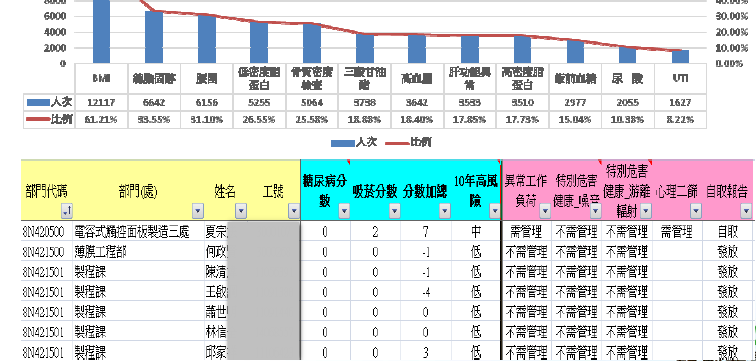 8000
6000
4000
2000
0
40.00%
30.00%
20.00%
10.00%
0.00%
BMI 總膽固醇 腰圍 低密度脂蛋白 骨質密度檢查 三酸甘油酯 高血壓 肝功能異常 高密度脂蛋白 飯前血糖 尿 酸 UTI
人次 12117 6642 6156 5255 5064 3738 3642 3533 3510 2977 2055 1627
比例 61.21% 33.55% 31.10% 26.55% 25.58% 18.88% 18.40% 17.85% 17.73% 15.04% 10.38% 8.22%
人次 比例
部門代碼 部門(處) 姓名 工號 糖尿病分數 吸菸分數 分數加總 10年高風險 異常工作負荷 特別危害健康_噪音 特別危害健康_游離輻射 心理二篩 自取報告
8N420500 電容式觸控面板製造三處 夏宗 0 2 7 中 需管理 不需管理 不需管理 需管理 自取
8N421500 薄膜工程部 何政 0 0 -1 低 不需管理 不需管理 不需管理 發放
8N421501 製程課 陳清 0 0 -1 低 不需管理 不需管理 不需管理 發放
8N421501 製程課 王啟 0 0 -4 低 不需管理 不需管理 不需管理 發放
8N421501 製程課 蕭世 0 0 0 低 不需管理 不需管理 不需管理 發放
8N421501 製程課 林信 0 0 0 低 不需管理 不需管理 不需管理 發放
8N421501 製程課 邱家 0 0 3 低 不需管理 不需管理 不需管理 發放